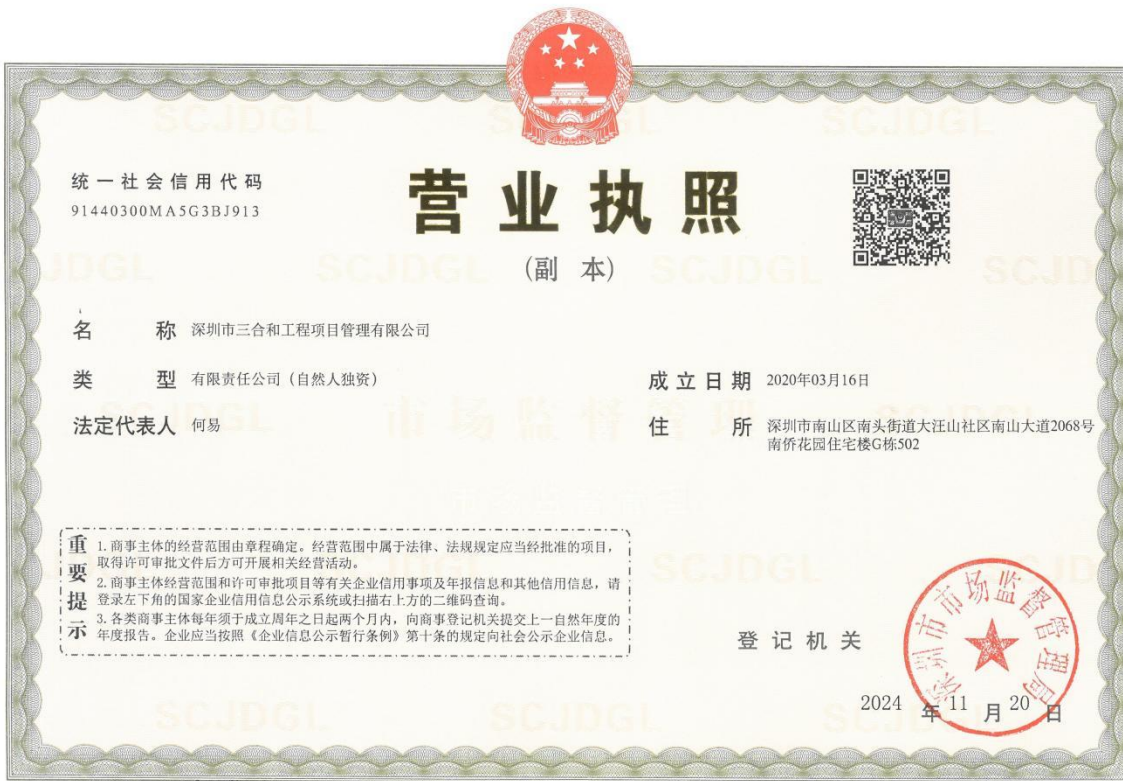 统一社会信用代码
91440300MA5G3BJ913
营业执照
(副 本)
名 称 深圳市三合和工程项目管理有限公司
类 型 有限责任公司（自然人独资）
成立日期 2020年03月16日
法定代表人 何易
住 所 深圳市南山区南头街道大汪山社区南山大道2068号
南侨花园住宅楼G栋502
重要提示
1.商事主体的经营范围由章程确定。经营范围中属于法律、法规规定应当经批准的项目，
取得许可审批文件后方可开展相关经营活动。
2.商事主体经营范围和许可审批项目等有关企业信用事项及年报信息和其他信用信息，请
登录左下角的国家企业信用信息公示系统或扫描右上方的二维码查询。
3.各类商事主体每年须于成立周年之日起两个月内，向商事登记机关提交上一自然年度的
年度报告。企业应当按照《企业信息公示暂行条例》第十条的规定向社会公示企业信息。
登记机关
深圳市市场监督管理局
2024 年 11 月 20 日
SCJDGL
市场监督管理